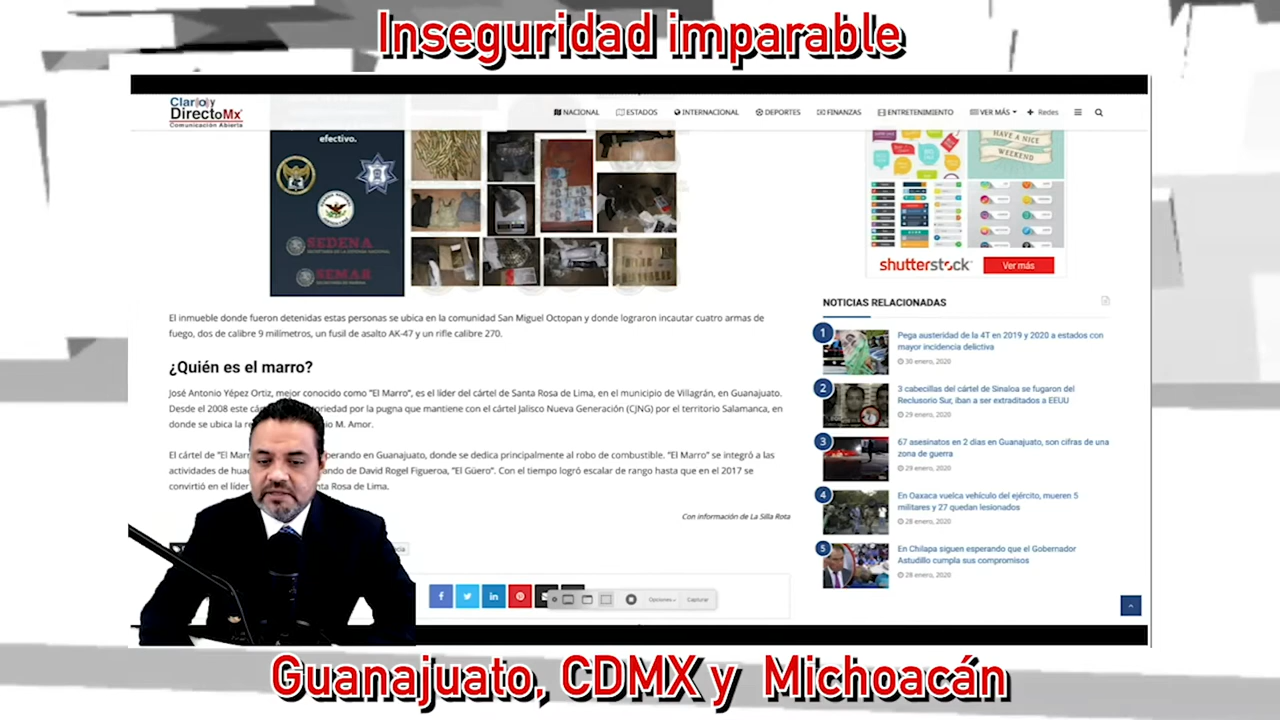 Inseguridad imparable
Claro y
DirectoMx
Comunicación Abierta
NACIONAL ESTADOS INTERNACIONAL DEPORTES FINANZAS ENTRETENIMIENTO VER MÁS Redes
efectivo.
SEDENA
SEMAR
HAVE A NICE
WEEKEND
shutterstock Ver más
El inmueble donde fueron detenidas estas personas se ubica en la comunidad San Miguel Octopan y donde lograron incautar cuatro armas de
fuego, dos de calibre 9 milímetros, un fusil de asalto AK-47 y un rifle calibre 270.
¿Quién es el marro?
José Antonio Yépez Ortiz, mejor conocido como "El Marro", es el líder del cártel de Santa Rosa de Lima, en el municipio de Villagrán, en Guanajuato.
Desde el 2008 este por la pugna que mantiene con el cártel Jalisco Nueva Generación (CJNG) por el territorio Salamanca, en
donde se ubica la M. Amor.
El cártel de "El en Guanajuato, donde se dedica principalmente al robo de combustible. "El Marro" se integró a las
actividades de de David Rogel Figueroa, "El Güero". Con el tiempo logró escalar de rango hasta que en el 2017 se
convirtió en el líder Rosa de Lima.
Con información de La Silla Rota
NOTICIAS RELACIONADAS
1
Pega austeridad de la 4T en 2019 y 2020 a estados con
mayor incidencia delictiva
30 enero, 2020
2
3 cabecillas del cártel de Sinaloa se fugaron del
Reclusorio Sur, iban a ser extraditados a EEUU
29 enero, 2020
3
67 asesinatos en 2 días en Guanajuato, son cifras de una
zona de guerra
29 enero, 2020
4
En Oaxaca vuelca vehículo del ejército, mueren 5
militares y 27 quedan lesionados
28 enero, 2020
5
En Chilapa siguen esperando que el Gobernador
Astudillo cumpla sus compromisos
28 enero, 2020
Opciones Capturar
Guanajuato, CDMX y Michoacán